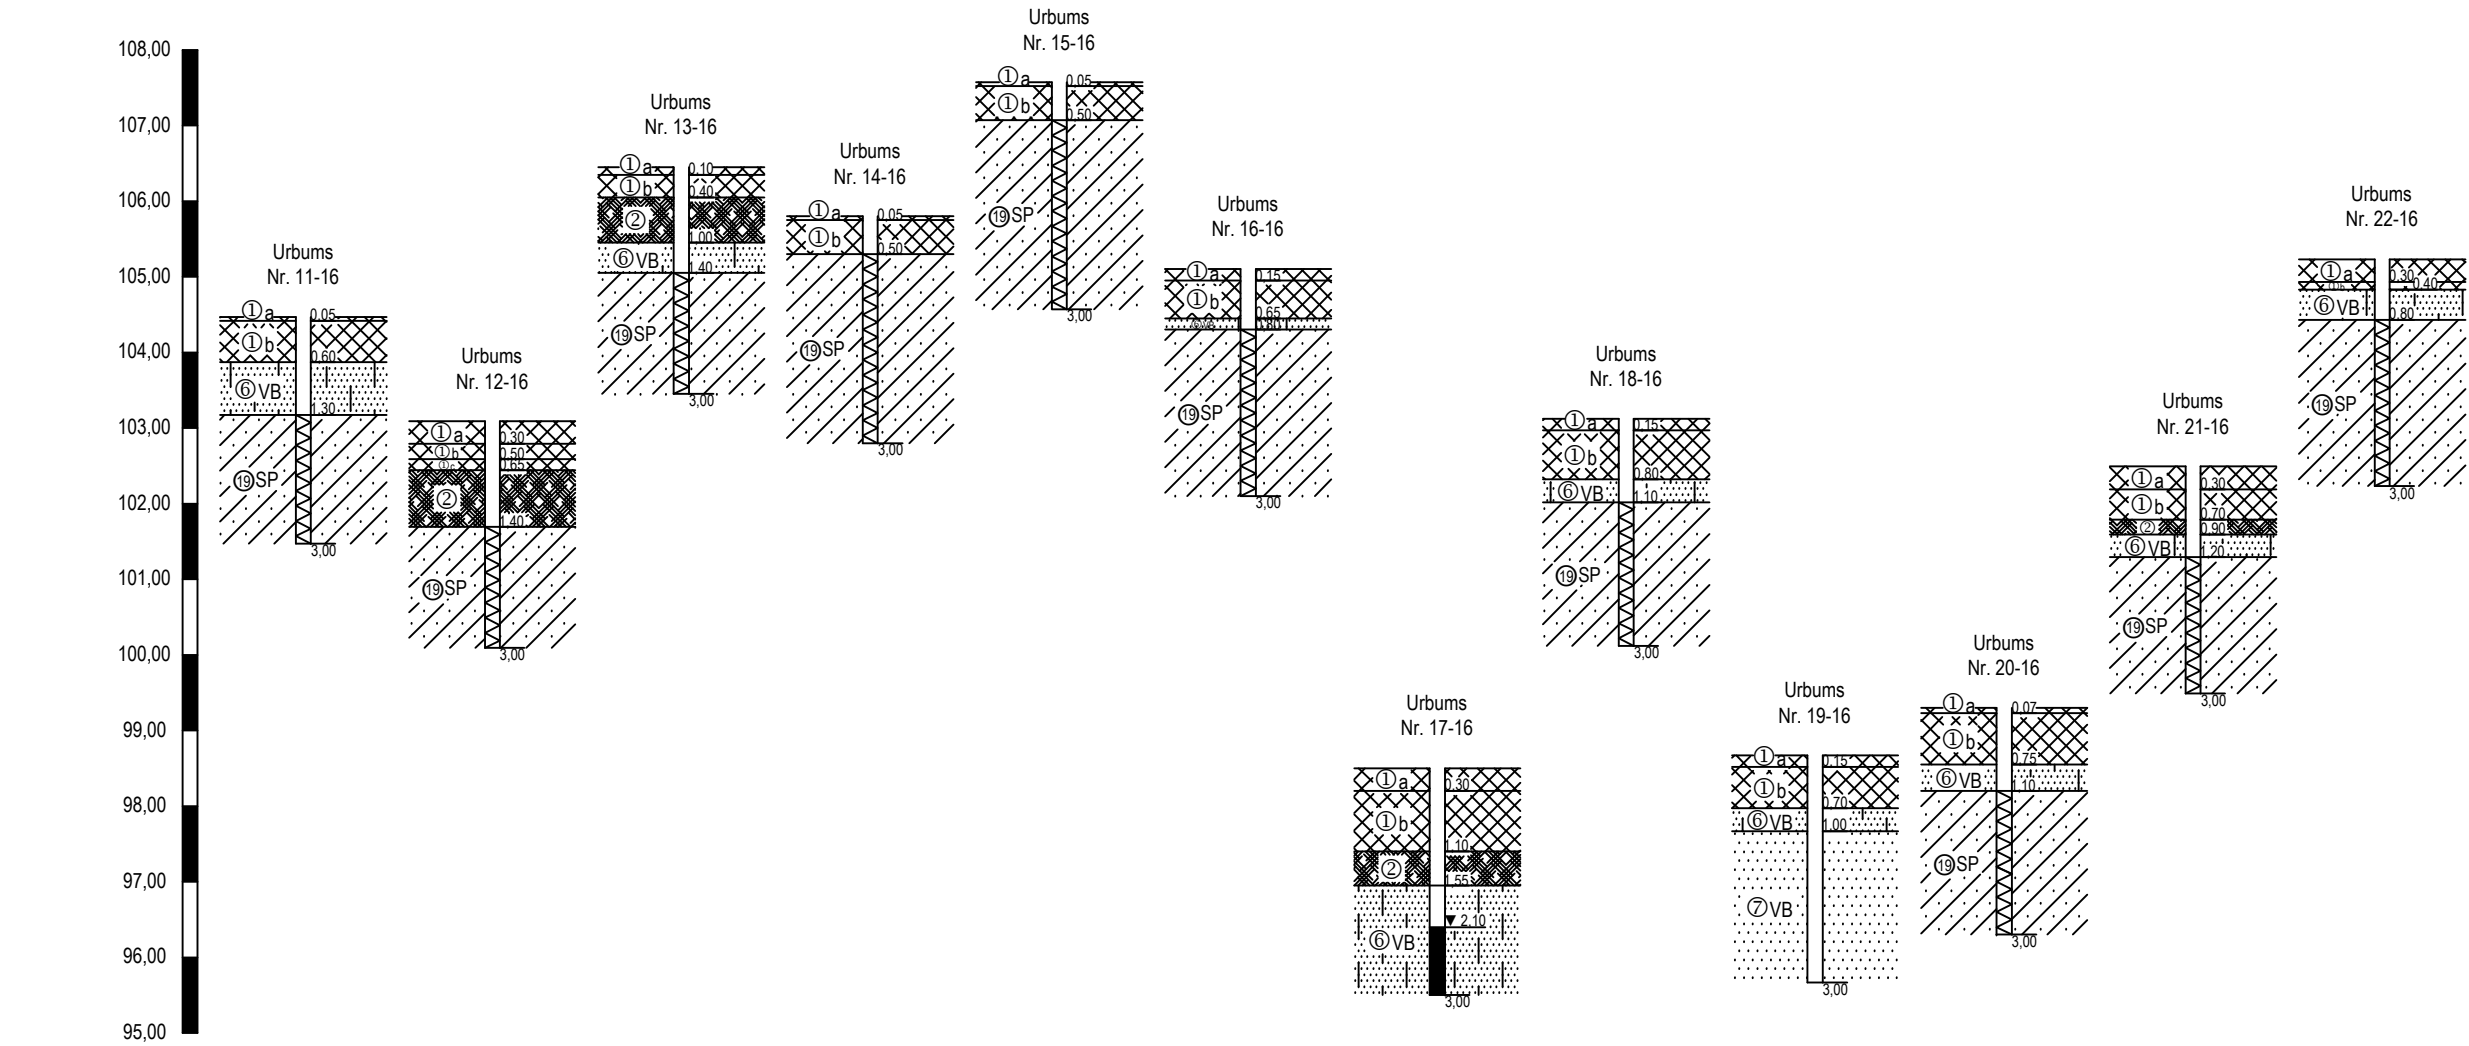 108,00
107,00
106,00
105,00
104,00
103,00
102,00
101,00
100,00
99,00
98,00
97,00
96,00
95,00
Urbums
Nr. 11-16
①a 0,05
①b 0,60
⑥VB 1,30
⑲SP
3,00
Urbums
Nr. 12-16
①a 0,30
①b 0,50
①c 0,65
② 1,40
⑲SP
3,00
Urbums
Nr. 13-16
①a 0,10
①b 0,40
② 1,00
⑥VB 1,40
⑲SP
3,00
Urbums
Nr. 14-16
①a 0,05
①b 0,50
⑲SP
3,00
Urbums
Nr. 15-16
①a 0,05
①b 0,50
⑲SP
3,00
Urbums
Nr. 16-16
①a 0,15
①b 0,65
⑥VB 0,80
⑲SP
3,00
Urbums
Nr. 17-16
①a 0,30
①b 1,10
② 1,55
2,10
⑥VB
3,00
Urbums
Nr. 18-16
①a 0,15
①b 0,80
⑥VB 1,10
⑲SP
3,00
Urbums
Nr. 19-16
①a 0,15
①b 0,70
⑥VB 1,00
⑦VB
3,00
Urbums
Nr. 20-16
①a 0,07
①b 0,75
⑥VB 1,10
⑲SP
3,00
Urbums
Nr. 21-16
①a 0,30
①b 0,70
② 0,90
⑥VB 1,20
⑲SP
3,00
Urbums
Nr. 22-16
①a 0,30
①b 0,40
⑥VB 0,80
⑲SP
3,00